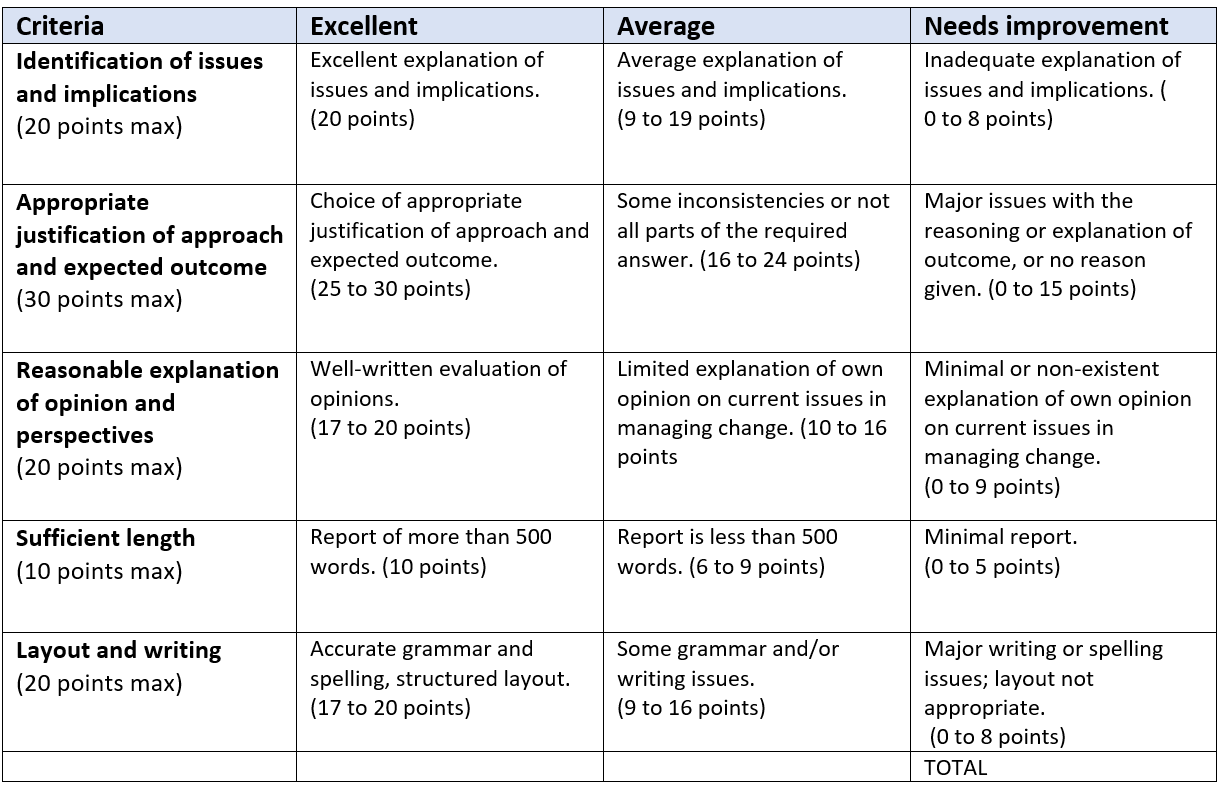 Criteria
Excellent
Average
Needs improvement
Identification of issues
and implications
(20 points max)
Excellent explanation of
issues and implications.
(20 points)
Average explanation of
issues and implications.
(9 to 19 points)
Inadequate explanation of
issues and implications. (
0 to 8 points)
Appropriate
justification of approach
and expected outcome
(30 points max)
Choice of appropriate
justification of approach and
expected outcome.
(25 to 30 points)
Some inconsistencies or not
all parts of the required
answer. (16 to 24 points)
Major issues with the
reasoning or explanation of
outcome, or no reason
given. (0 to 15 points)
Reasonable explanation
of opinion and
perspectives
(20 points max)
Well-written evaluation of
opinions.
(17 to 20 points)
Limited explanation of own
opinion on current issues in
managing change. (10 to 16
points
Minimal or non-existent
explanation of own opinion
on current issues in
managing change.
(0 to 9 points)
Sufficient length
(10 points max)
Report of more than 500
words. (10 points)
Report is less than 500
words. (6 to 9 points)
Minimal report.
(0 to 5 points)
Layout and writing
(20 points max)
Accurate grammar and
spelling, structured layout.
(17 to 20 points)
Some grammar and/or
writing issues.
(9 to 16 points)
Major writing or spelling
issues; layout not
appropriate.
(0 to 8 points)
TOTAL